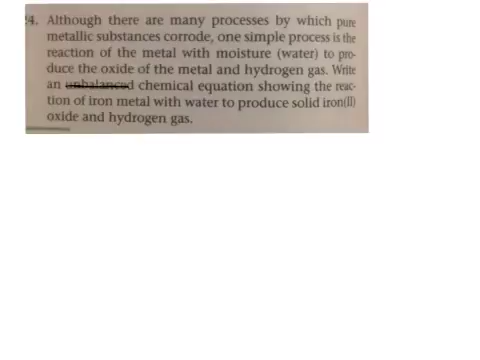 24. Although there are many processes by which pure
metallic substances corrode, one simple process is the
reaction of the metal with moisture (water) to pro-
duce the oxide of the metal and hydrogen gas. Write
an unbalanced chemical equation showing the reac-
tion of iron metal with water to produce solid iron(II)
oxide and hydrogen gas.